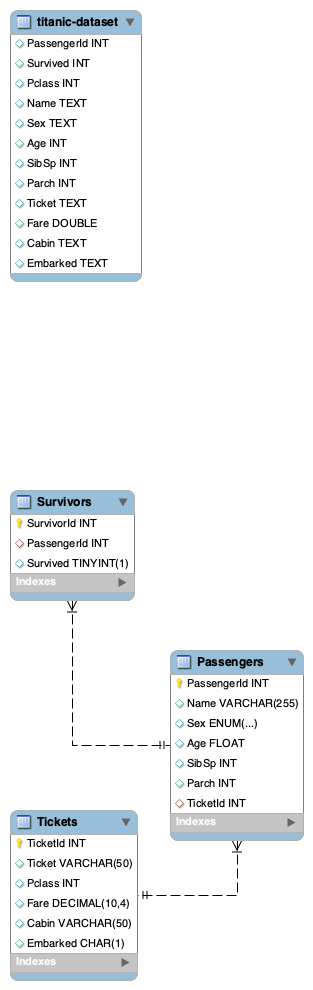 titanic-dataset
PassengerId INT
Survived INT
Pclass INT
Name TEXT
Sex TEXT
Age INT
SibSp INT
Parch INT
Ticket TEXT
Fare DOUBLE
Cabin TEXT
Embarked TEXT
Survivors
SurvivorId INT
PassengerId INT
Survived TINYINT(1)
Indexes
Passengers
PassengerId INT
Name VARCHAR(255)
Sex ENUM(...)
Age FLOAT
SibSp INT
Parch INT
TicketId INT
Indexes
Tickets
TicketId INT
Ticket VARCHAR(50)
Pclass INT
Fare DECIMAL(10,4)
Cabin VARCHAR(50)
Embarked CHAR(1)
Indexes